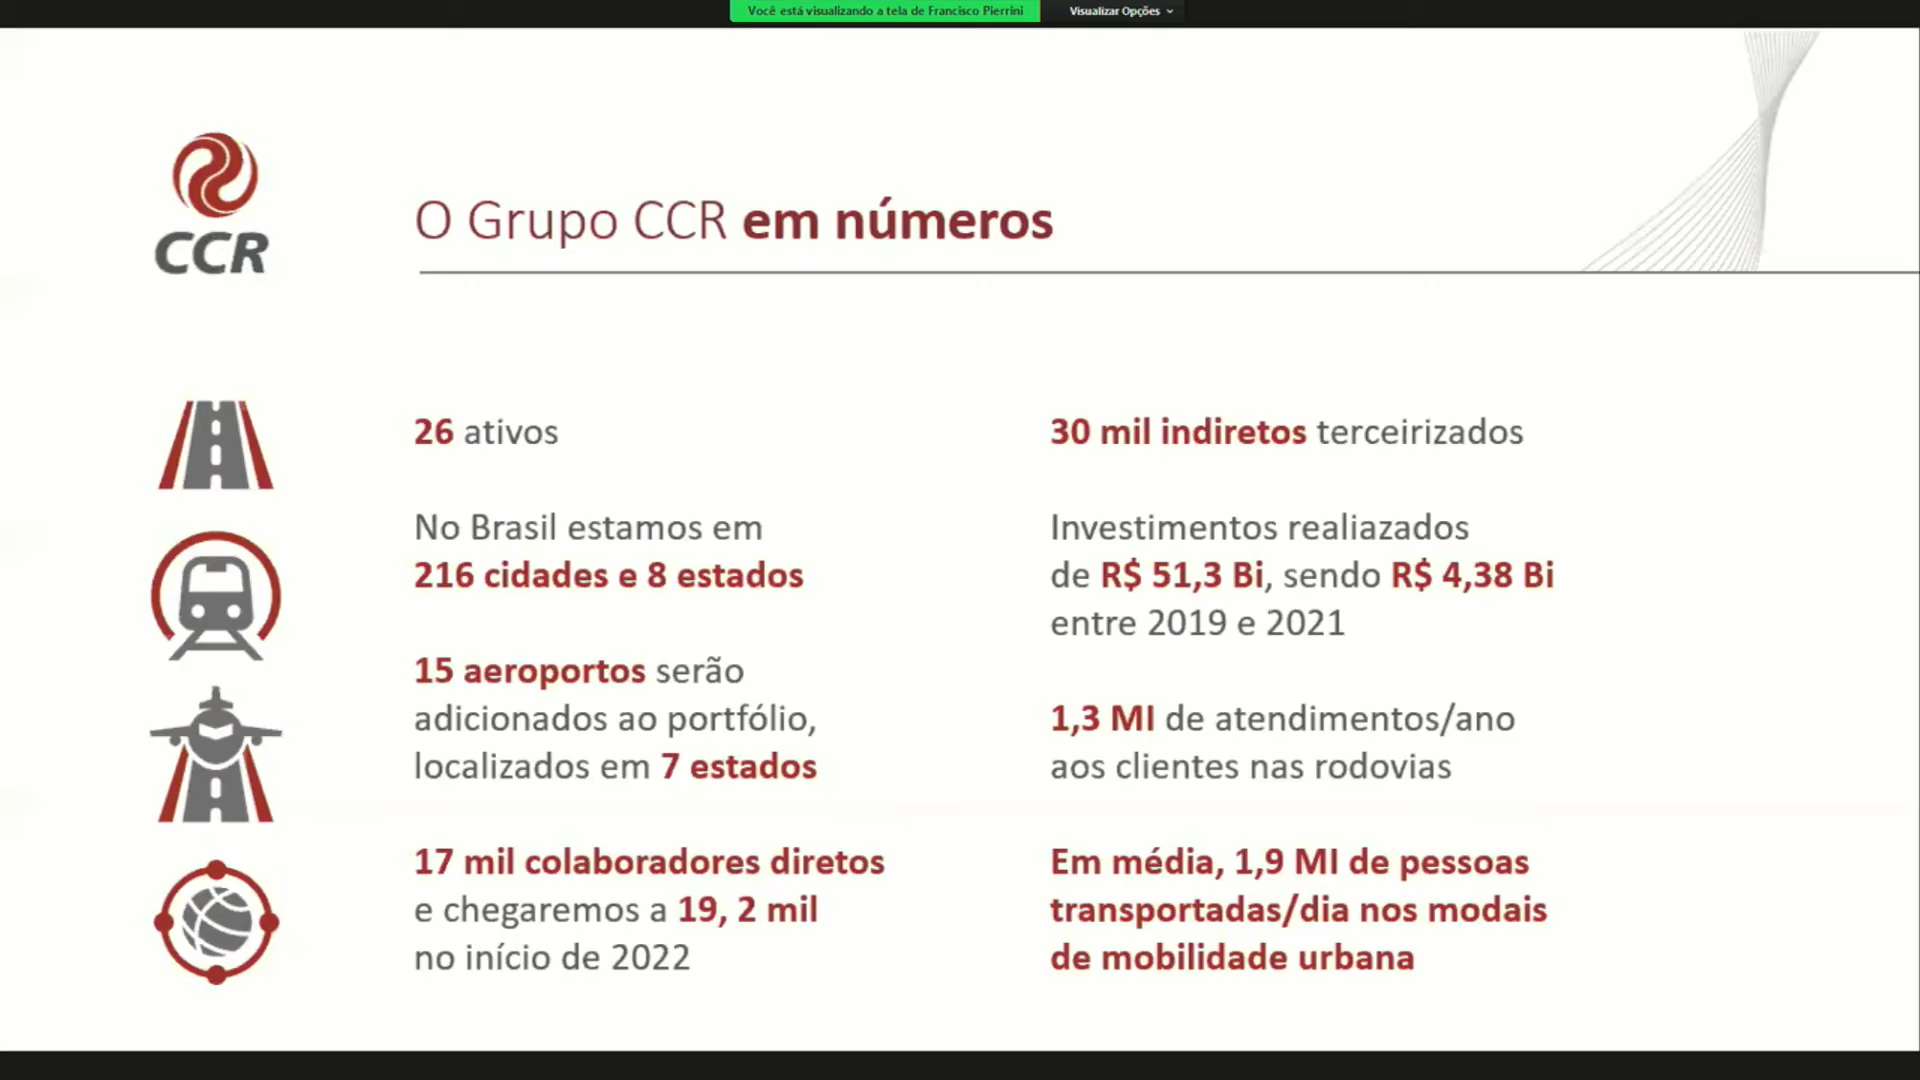 Você está visualizando a tela de Francisco Pierrini
Visualizar Opções
CCR
O Grupo CCR em números
26 ativos
No Brasil estamos em
216 cidades e 8 estados
15 aeroportos serão
adicionados ao portfólio,
localizados em 7 estados
17 mil colaboradores diretos
e chegaremos a 19, 2 mil
no início de 2022
30 mil indiretos terceirizados
Investimentos realiazados
de R$ 51,3 Bi, sendo R$ 4,38 Bi
entre 2019 e 2021
1,3 MI de atendimentos/ano
aos clientes nas rodovias
Em média, 1,9 MI de pessoas
transportadas/dia nos modais
de mobilidade urbana